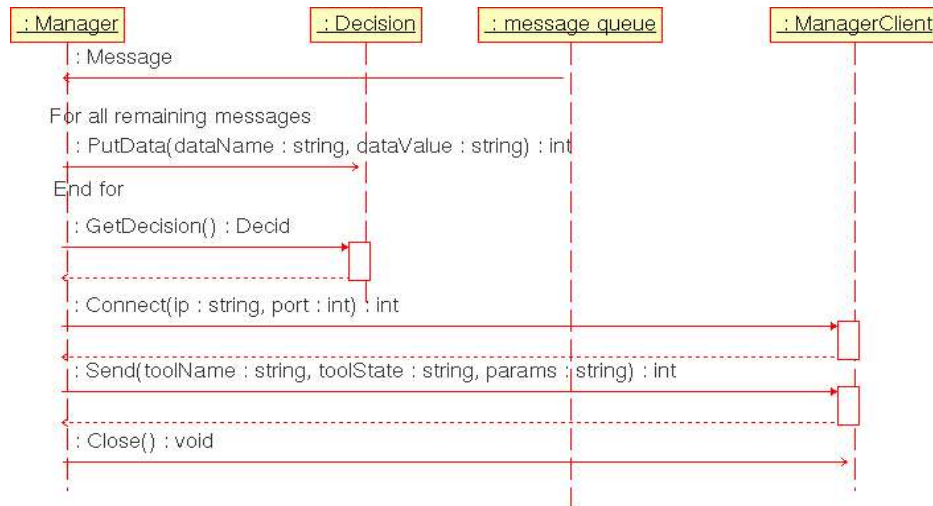 : Manager
: Decision
: message queue
: ManagerClient
: Message
For all remaining messages
: PutData(dataName : string, dataValue : string) : int
End for
: GetDecision() : Decid
: Connect(ip : string, port : int) : int
: Send(toolName : string, toolState : string, params : string) : int
: Close() : void